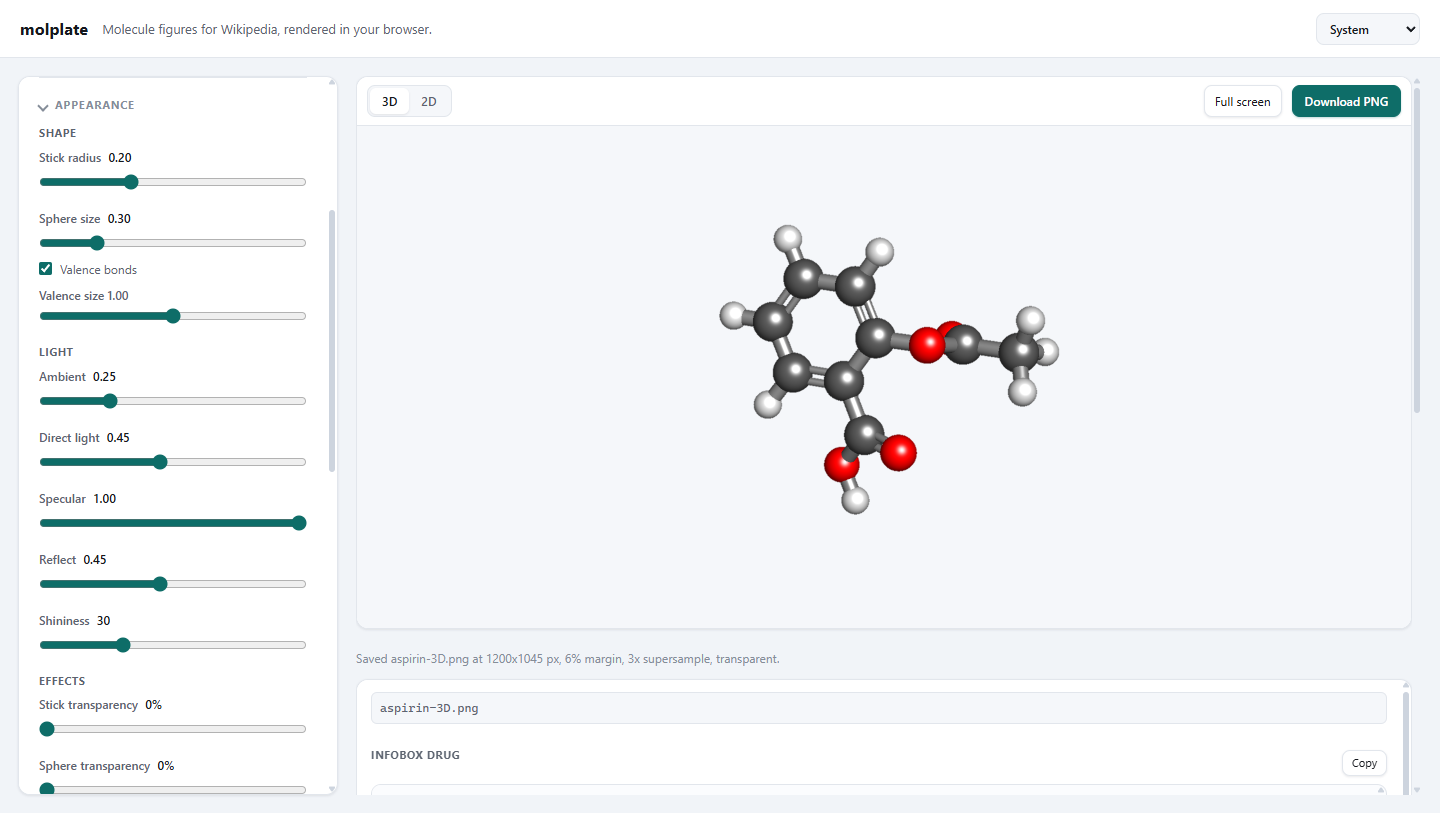 molplate Molecule figures for Wikipedia, rendered in your browser. System
APPEARANCE
SHAPE
Stick radius 0.20
Sphere size 0.30
Valence bonds
Valence size 1.00
LIGHT
Ambient 0.25
Direct light 0.45
Specular 1.00
Reflect 0.45
Shininess 30
EFFECTS
Stick transparency 0%
Sphere transparency 0%
3D 2D Full screen Download PNG
Saved aspirin-3D.png at 1200x1045 px, 6% margin, 3x supersample, transparent.
aspirin-3D.png
INFOBOX DRUG
Copy